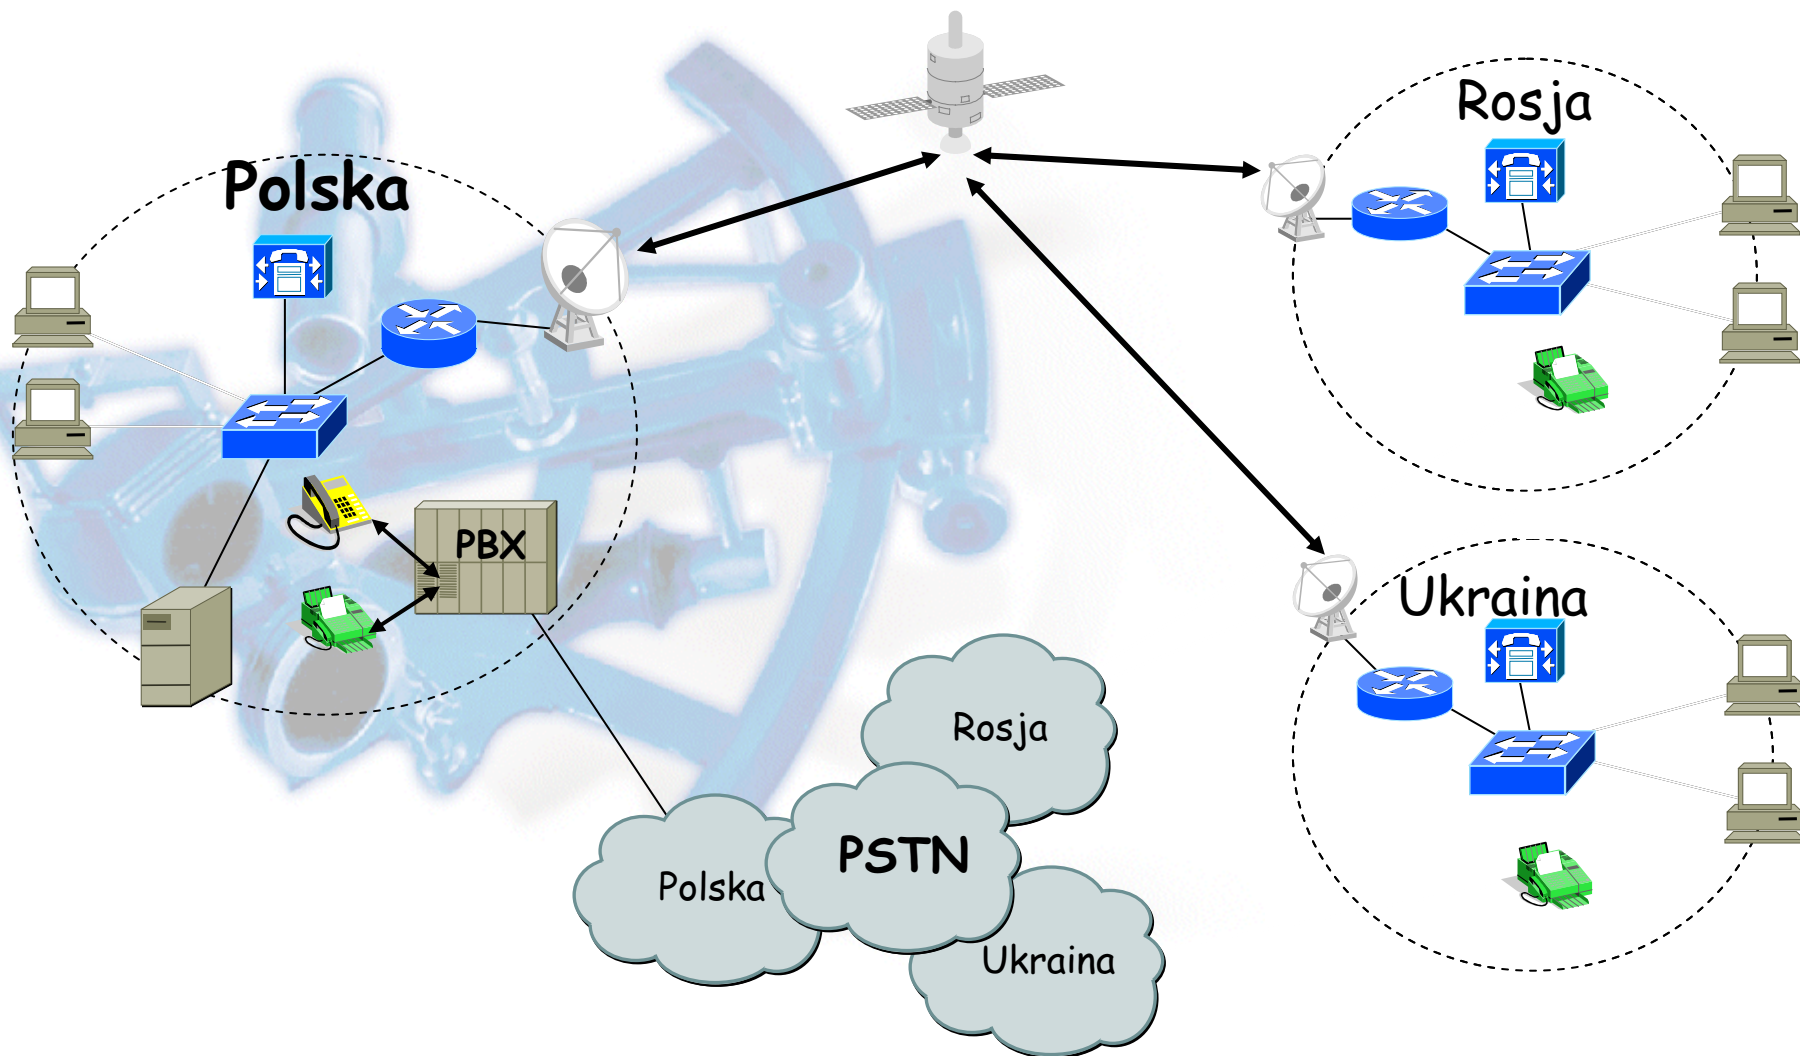 Polska
Rosja
PBX
Ukraina
Rosja
PSTN
Polska
Ukraina